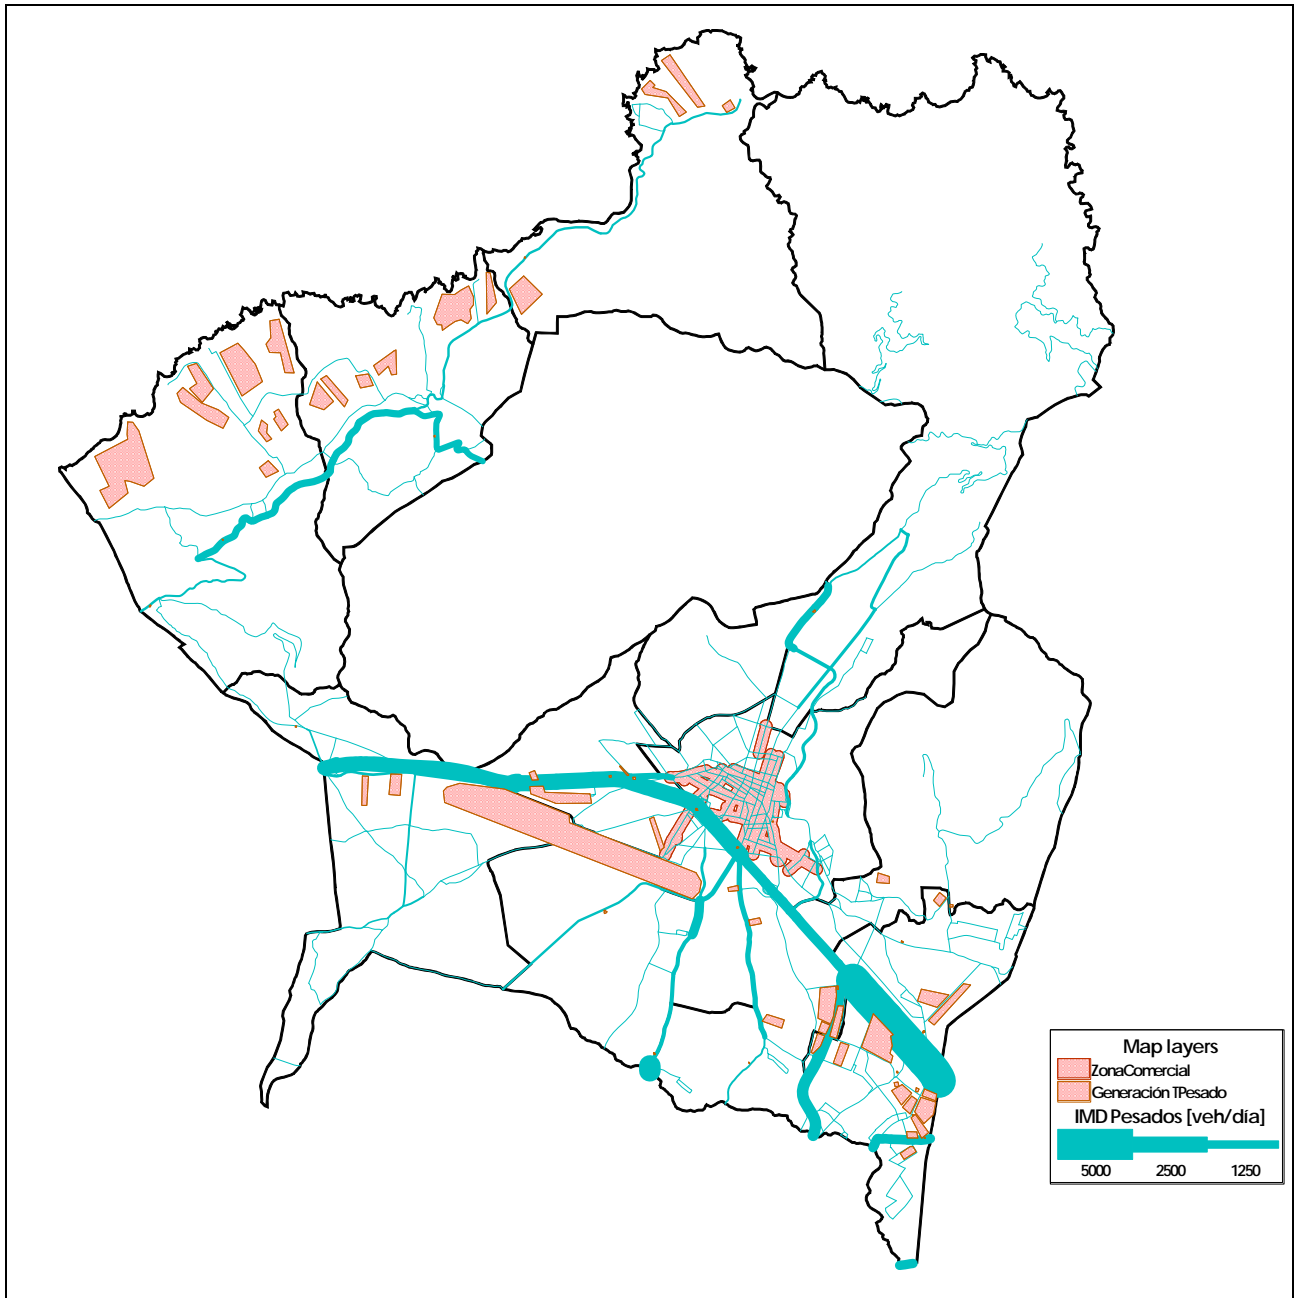 Map layers
ZonaComercial
Generación TPesado
IMD Pesados [veh/día]
5000 2500 1250